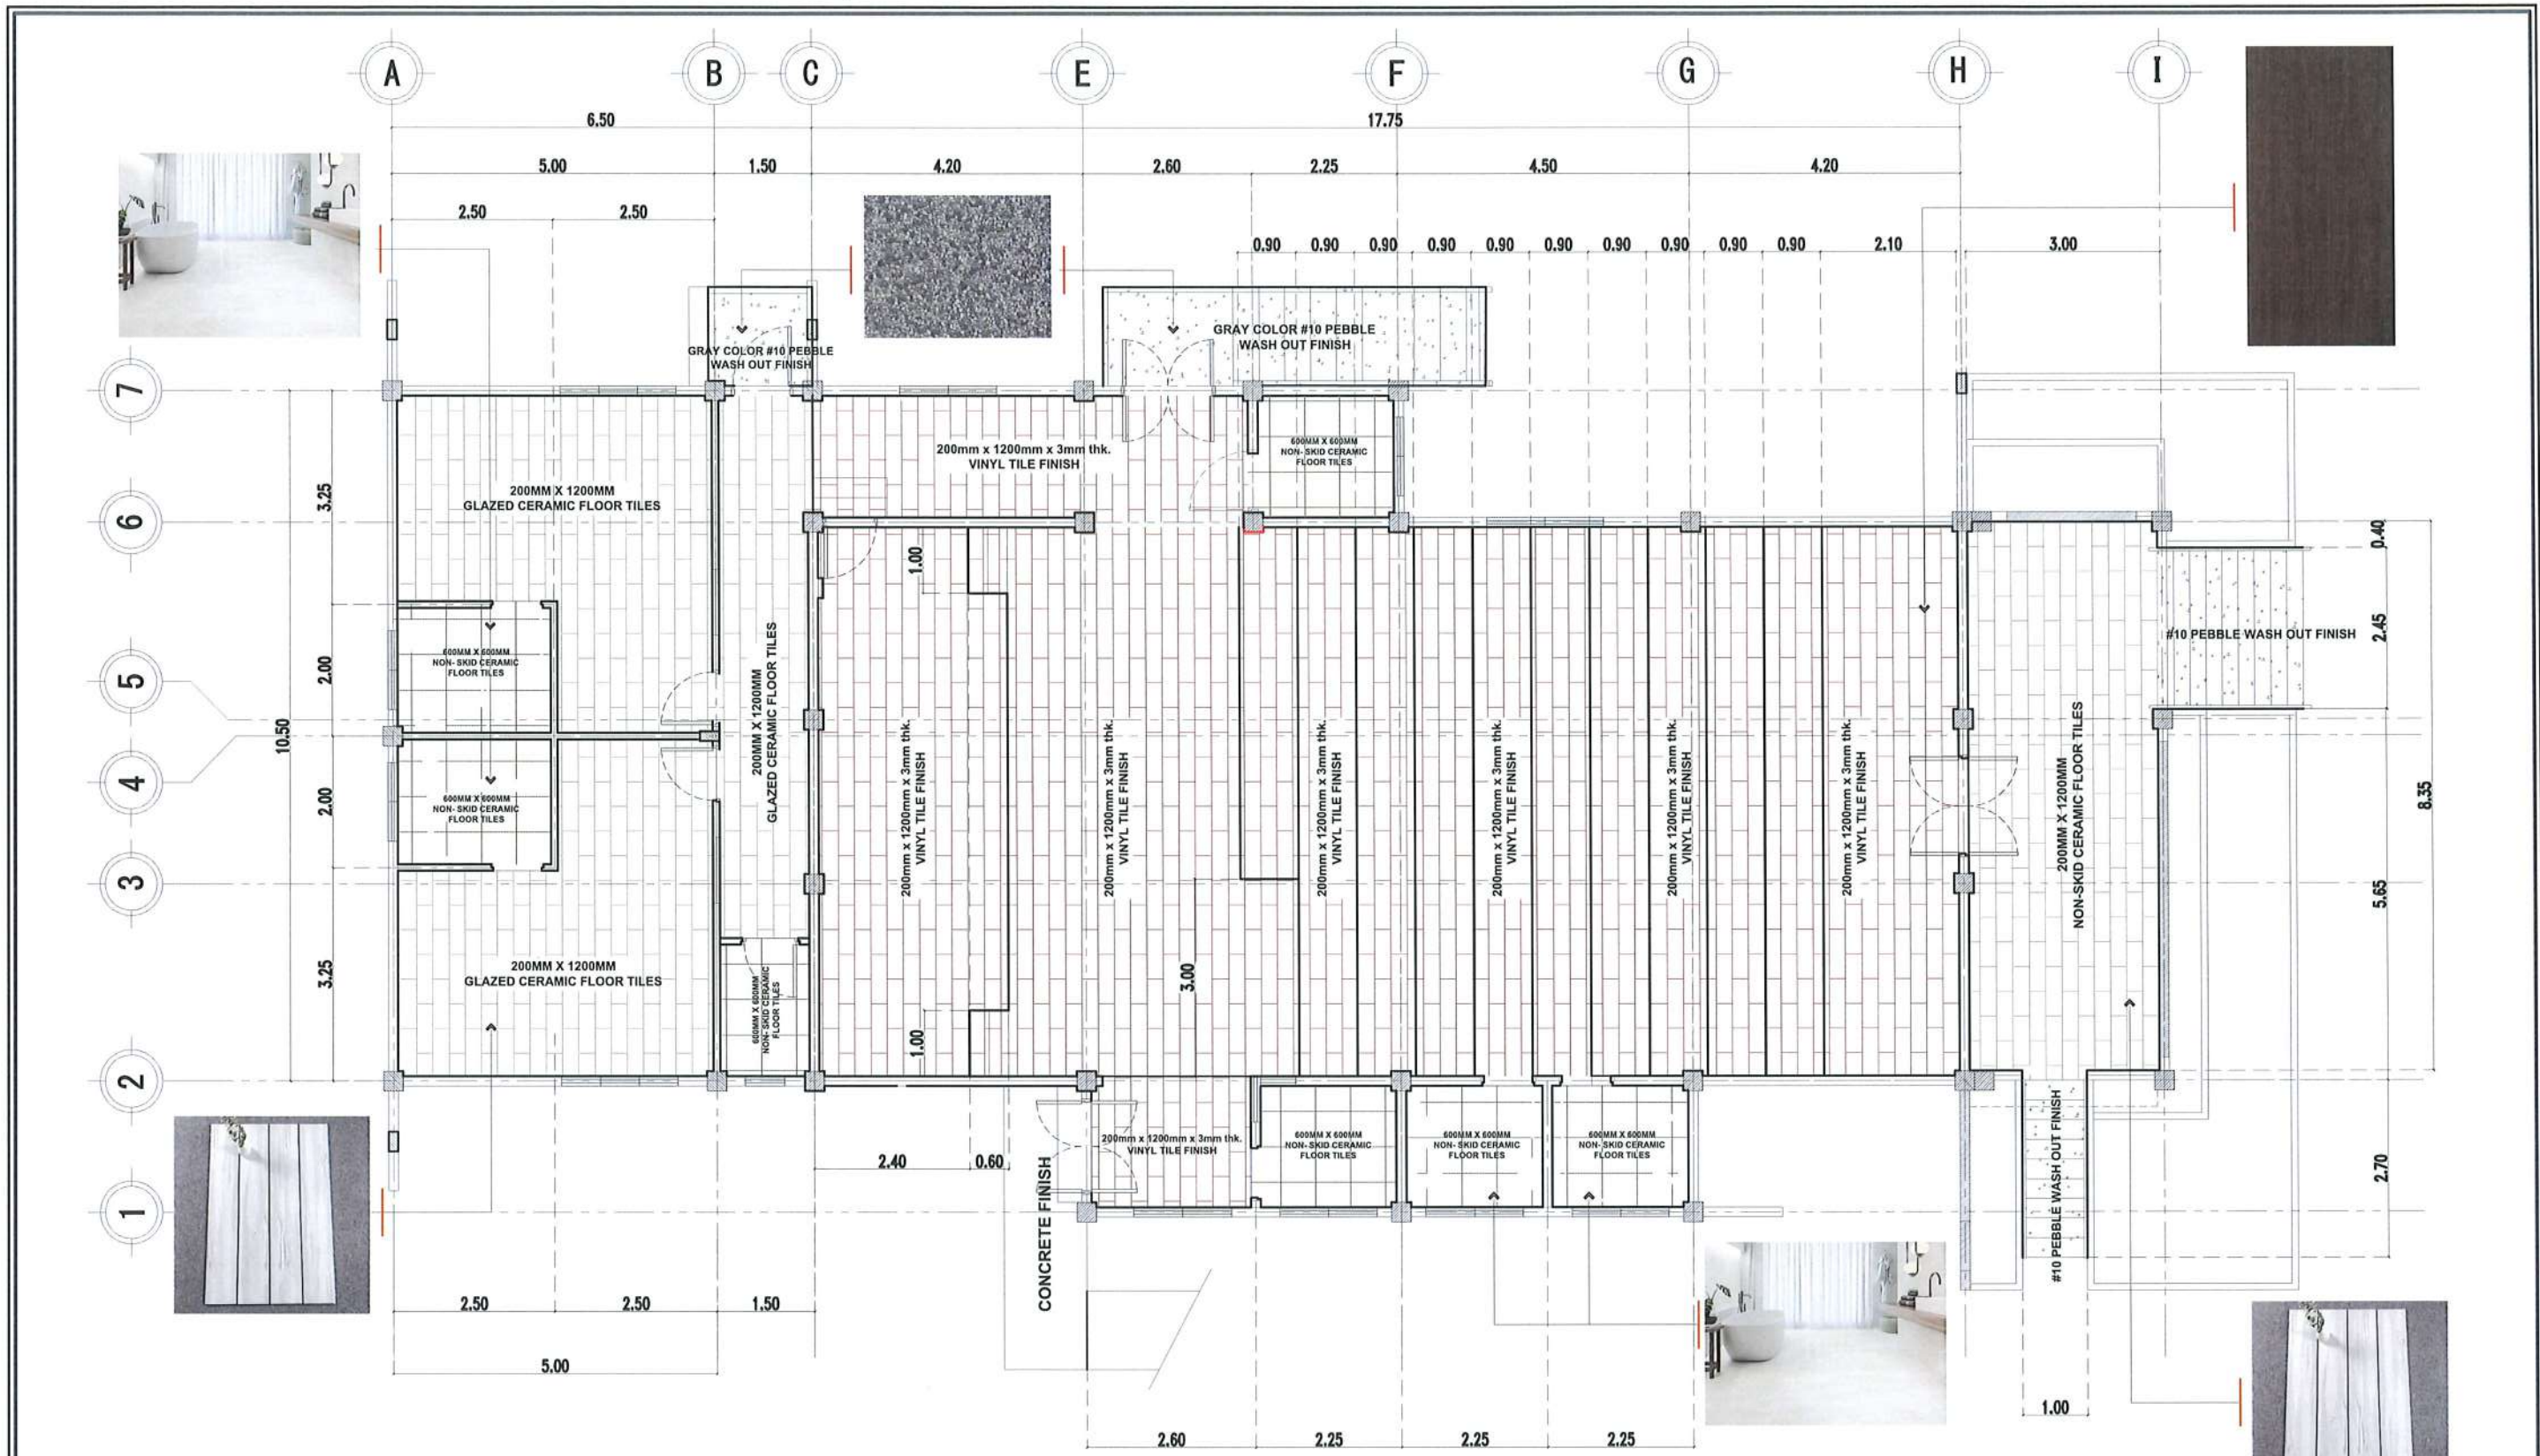 A
B
C
E
F
G
H
I
6.50
17.75
5.00
1.50
4.20
2.60
2.25
4.50
4.20
2.50
2.50
0.90
0.90
0.90
0.90
0.90
0.90
0.90
0.90
0.90
0.90
2.10
3.00
GRAY COLOR #10 PEBBLE
WASH OUT FINISH
GRAY COLOR #10 PEBBLE
WASH OUT FINISH
7
6
5
4
3
2
1
10.50
3.25
2.00
2.00
3.25
200MM X 1200MM
GLAZED CERAMIC FLOOR TILES
200mm x 1200mm x 3mm thk.
VINYL TILE FINISH
600MM X 600MM
NON- SKID CERAMIC
FLOOR TILES
1.00
0.40
2.45
#10 PEBBLE WASH OUT FINISH
600MM X 600MM
NON- SKID CERAMIC
FLOOR TILES
600MM X 600MM
NON- SKID CERAMIC
FLOOR TILES
200MM X 1200MM
GLAZED CERAMIC FLOOR TILES
200mm x 1200mm x 3mm thk.
VINYL TILE FINISH
200mm x 1200mm x 3mm thk.
VINYL TILE FINISH
200mm x 1200mm x 3mm thk.
VINYL TILE FINISH
200mm x 1200mm x 3mm thk.
VINYL TILE FINISH
200mm x 1200mm x 3mm thk.
VINYL TILE FINISH
200mm x 1200mm x 3mm thk.
VINYL TILE FINISH
200MM X 1200MM
NON-SKID CERAMIC FLOOR TILES
8.35
5.65
200MM X 1200MM
GLAZED CERAMIC FLOOR TILES
600MM X 600MM
NON- SKID CERAMIC
FLOOR TILES
3.00
1.00
2.40
0.60
CONCRETE FINISH
200mm x 1200mm x 3mm thk.
VINYL TILE FINISH
600MM X 600MM
NON- SKID CERAMIC
FLOOR TILES
600MM X 600MM
NON- SKID CERAMIC
FLOOR TILES
600MM X 600MM
NON- SKID CERAMIC
FLOOR TILES
#10 PEBBLE WASH OUT FINISH
2.70
2.50
2.50
1.50
5.00
1.00
2.60
2.25
2.25
2.25